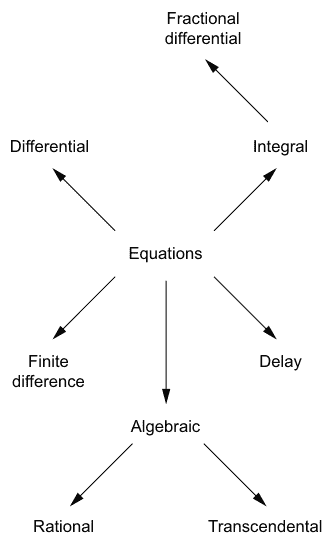 Fractional
differential
Differential
Integral
Equations
Finite
difference
Delay
Algebraic
Rational
Transcendental